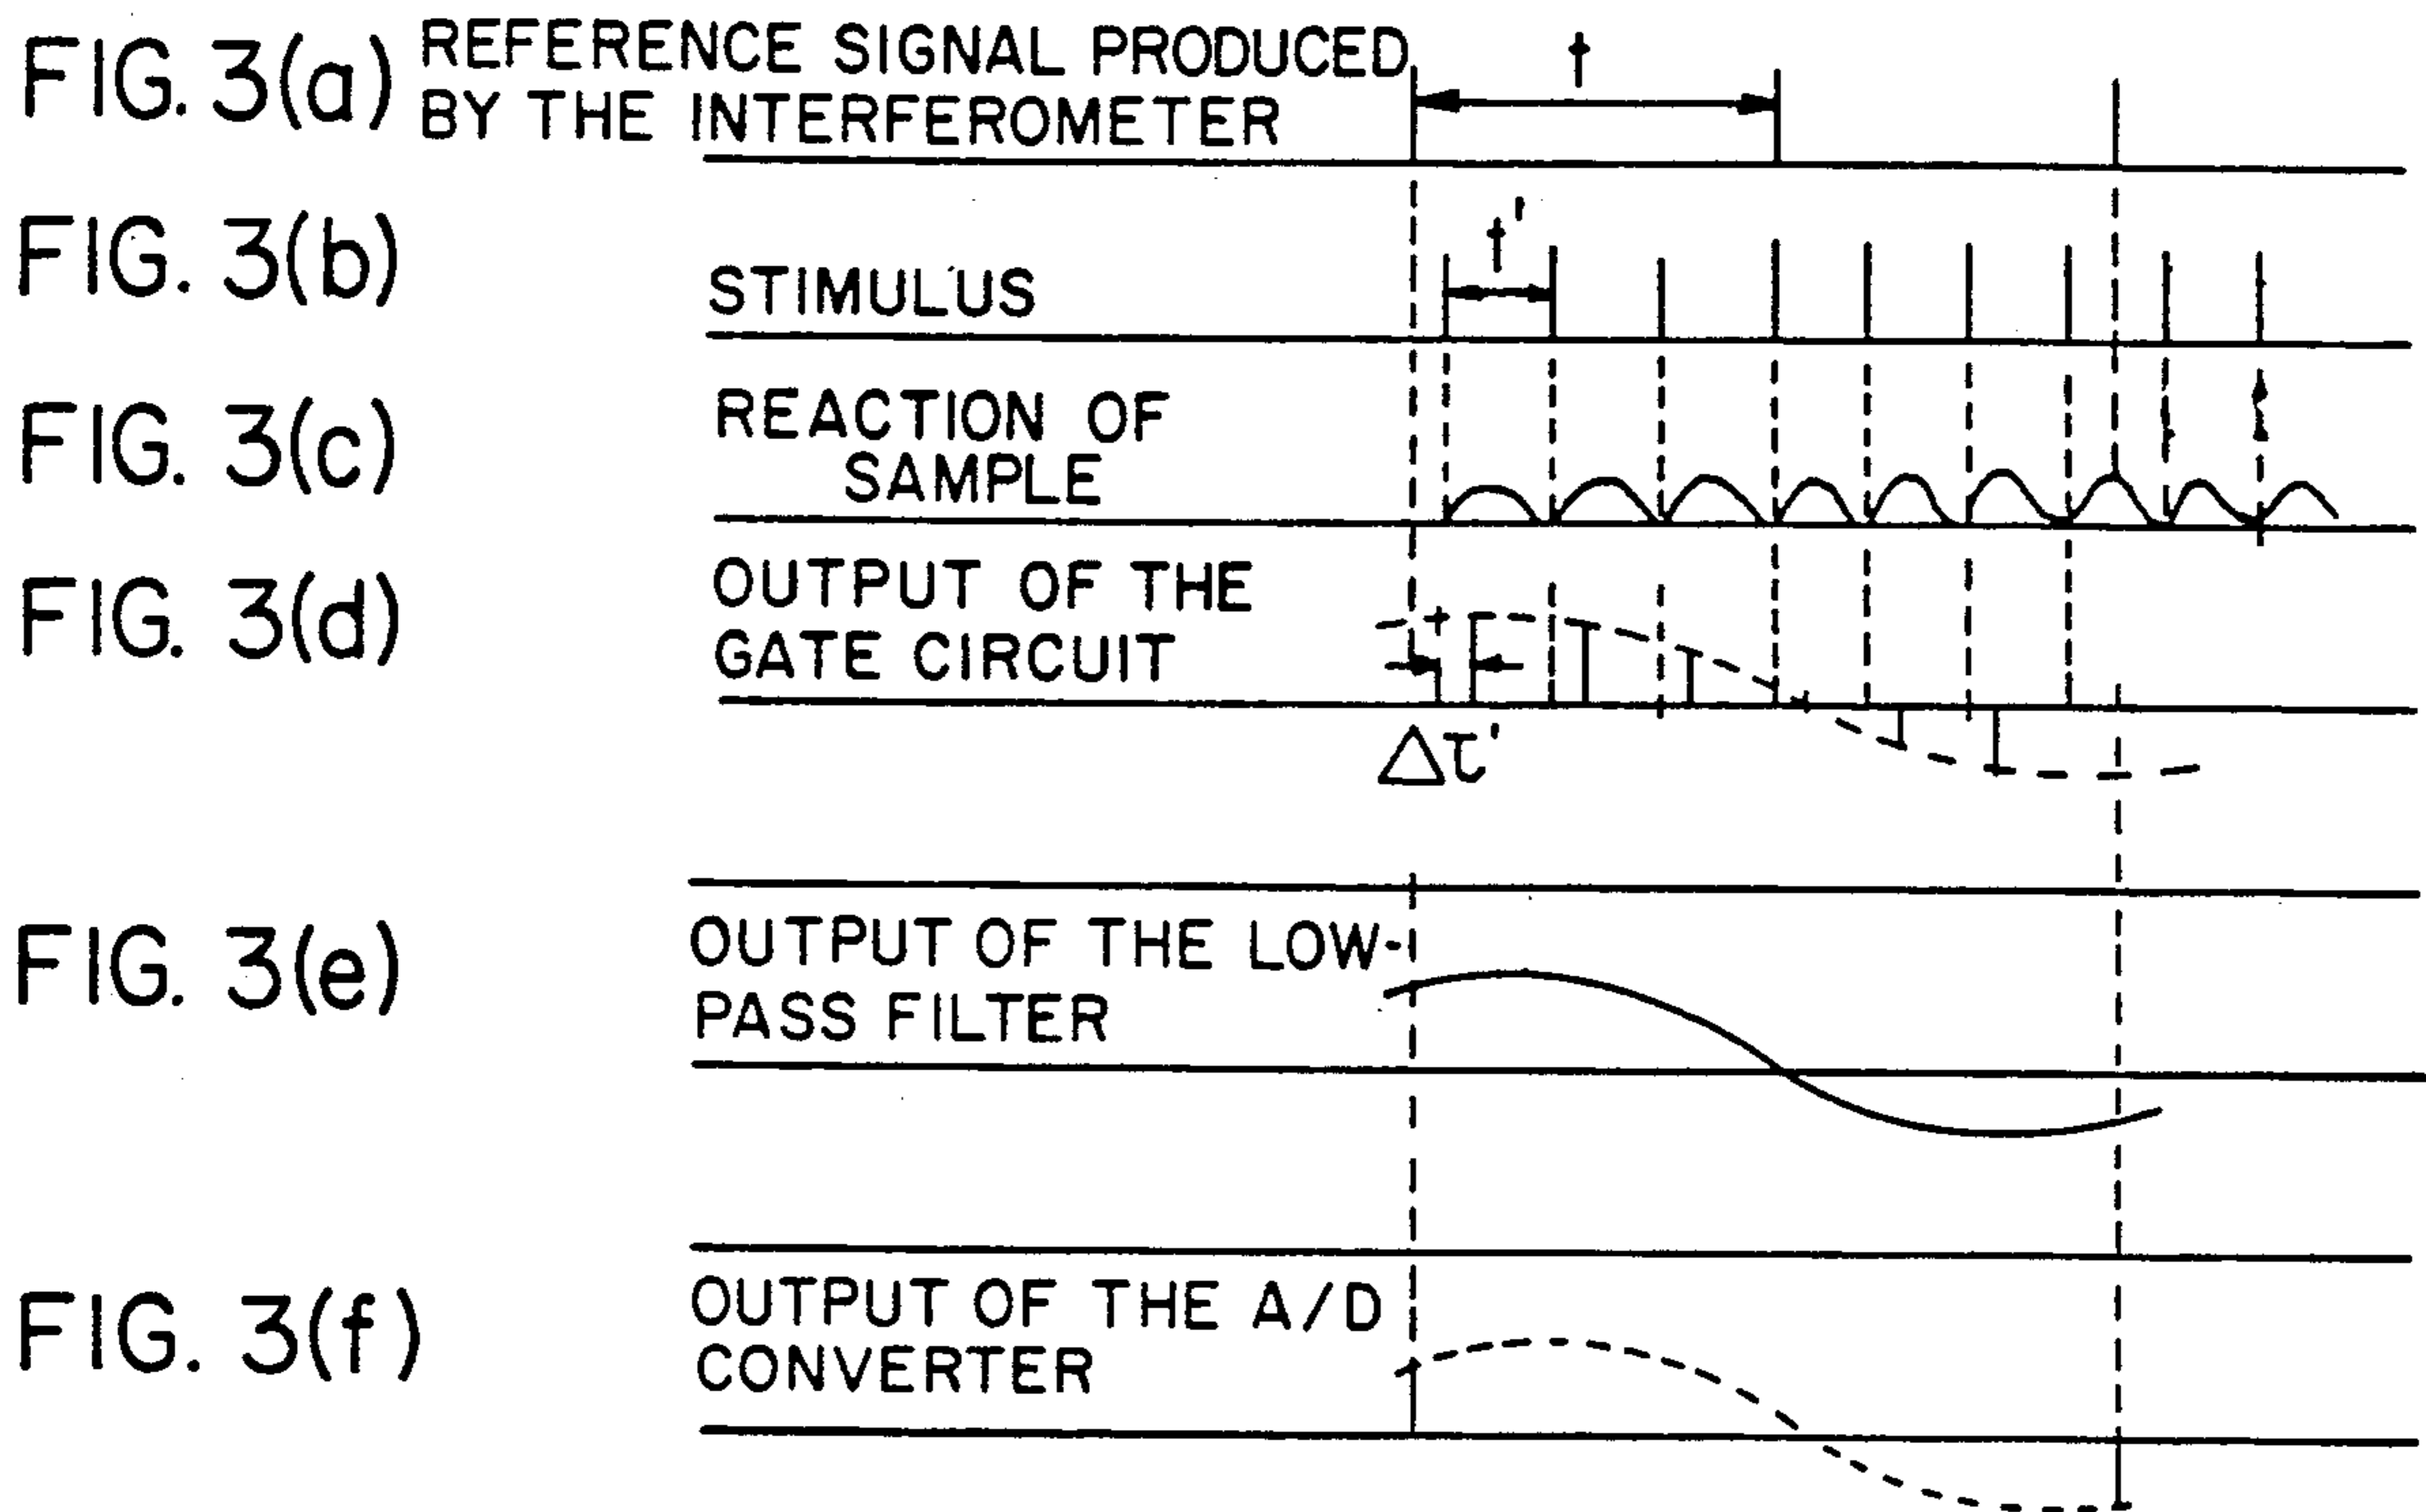 FIG. 3(a) REFERENCE SIGNAL PRODUCED
BY THE INTERFEROMETER
t
FIG. 3(b)
STIMULUS
t'
FIG. 3(c)
REACTION OF
SAMPLE
FIG. 3(d)
OUTPUT OF THE
GATE CIRCUIT
Δτ'
FIG. 3(e)
OUTPUT OF THE LOW-
PASS FILTER
FIG. 3(f)
OUTPUT OF THE A/D
CONVERTER